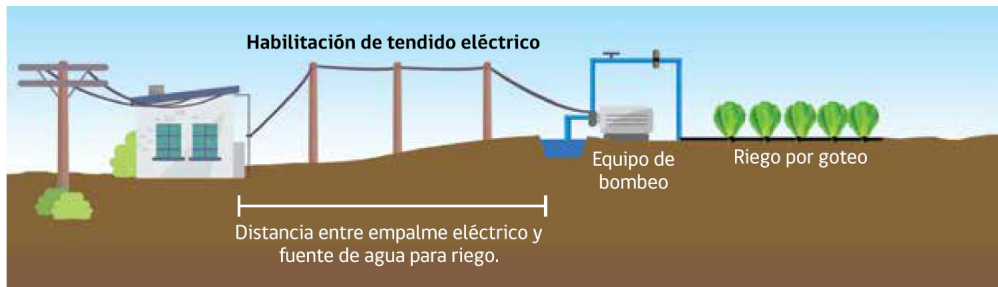 Habilitación de tendido eléctrico
Equipo de
bombeo
Riego por goteo
Distancia entre empalme eléctrico y
fuente de agua para riego.